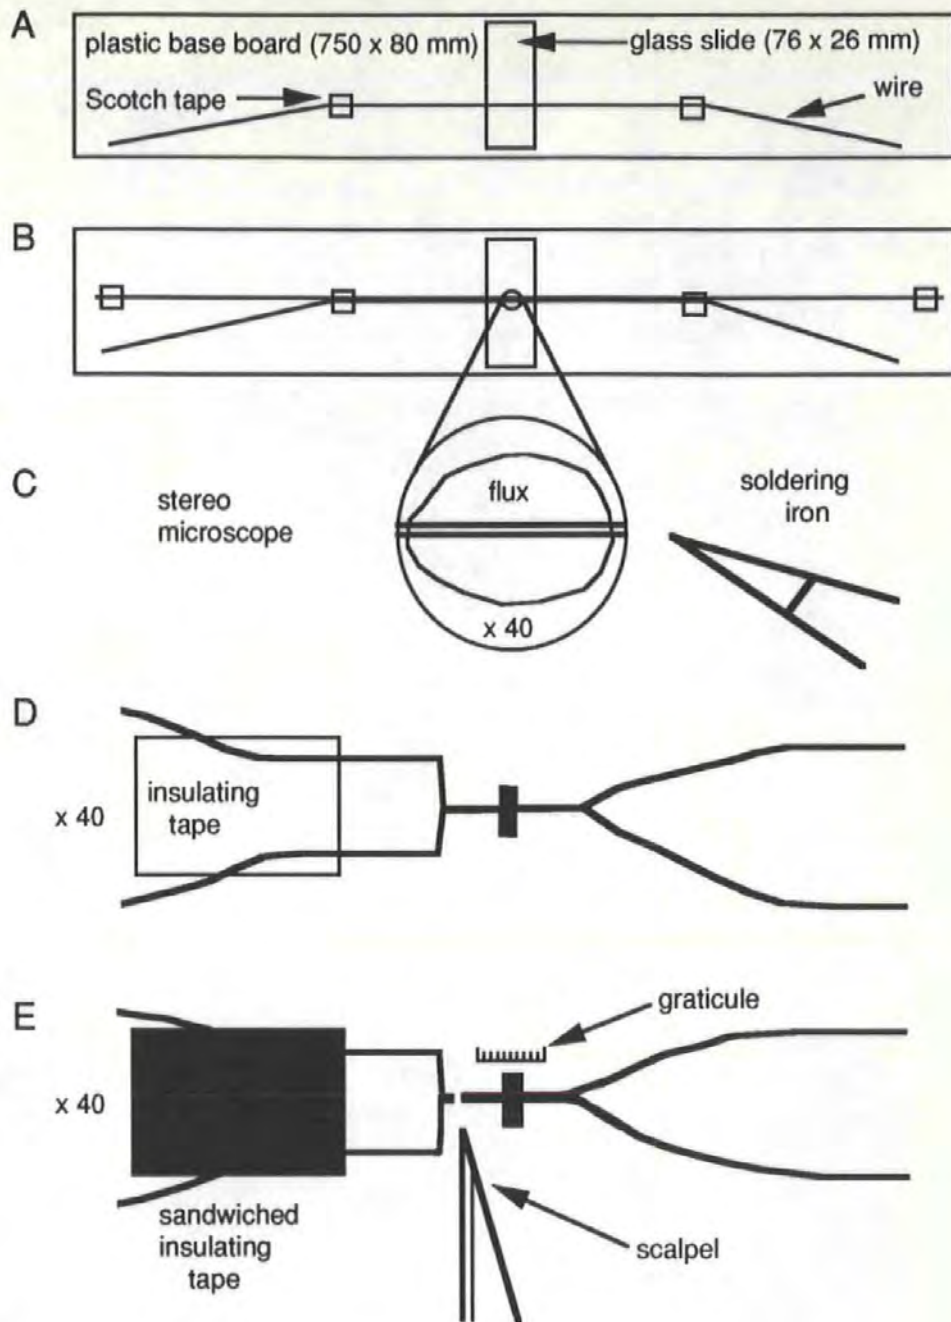 A
plastic base board (750 x 80 mm)
glass slide (76 x 26 mm)
Scotch tape
wire
B
C
stereo
microscope
flux
x 40
soldering
iron
D
x 40
insulating
tape
E
x 40
graticule
sandwiched
insulating
tape
scalpel